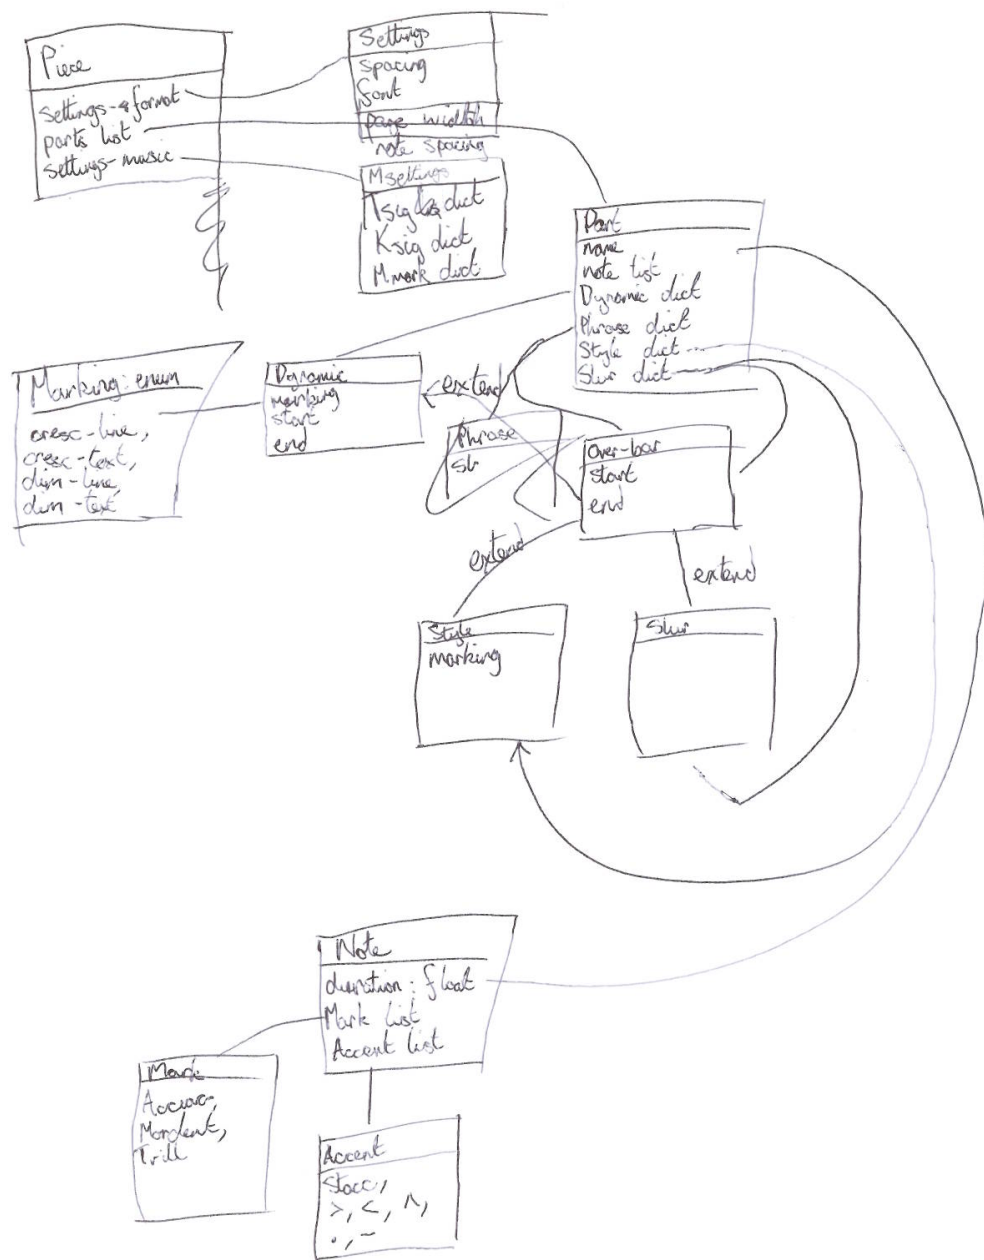 Piece
settings-format
parts list
settings-music
Settings
spacing
font
page width
note spacing
Msettings
Tsig dict
Ksig dict
Mmark dict
Part
name
note list
Dynamic dict
Phrase dict
Style dict
Slur dict
Marking: enum
cresc-line,
cresc-text,
dim-line,
dim-text
Dynamic
marking
start
end
extend
Phrase
st
Over-bar
start
end
extend
extend
Style
marking
Slur
Note
duration: float
Mark list
Accent list
Mark
Mordent,
Trill
Accent
Stacc,
>, <, ^,
., -